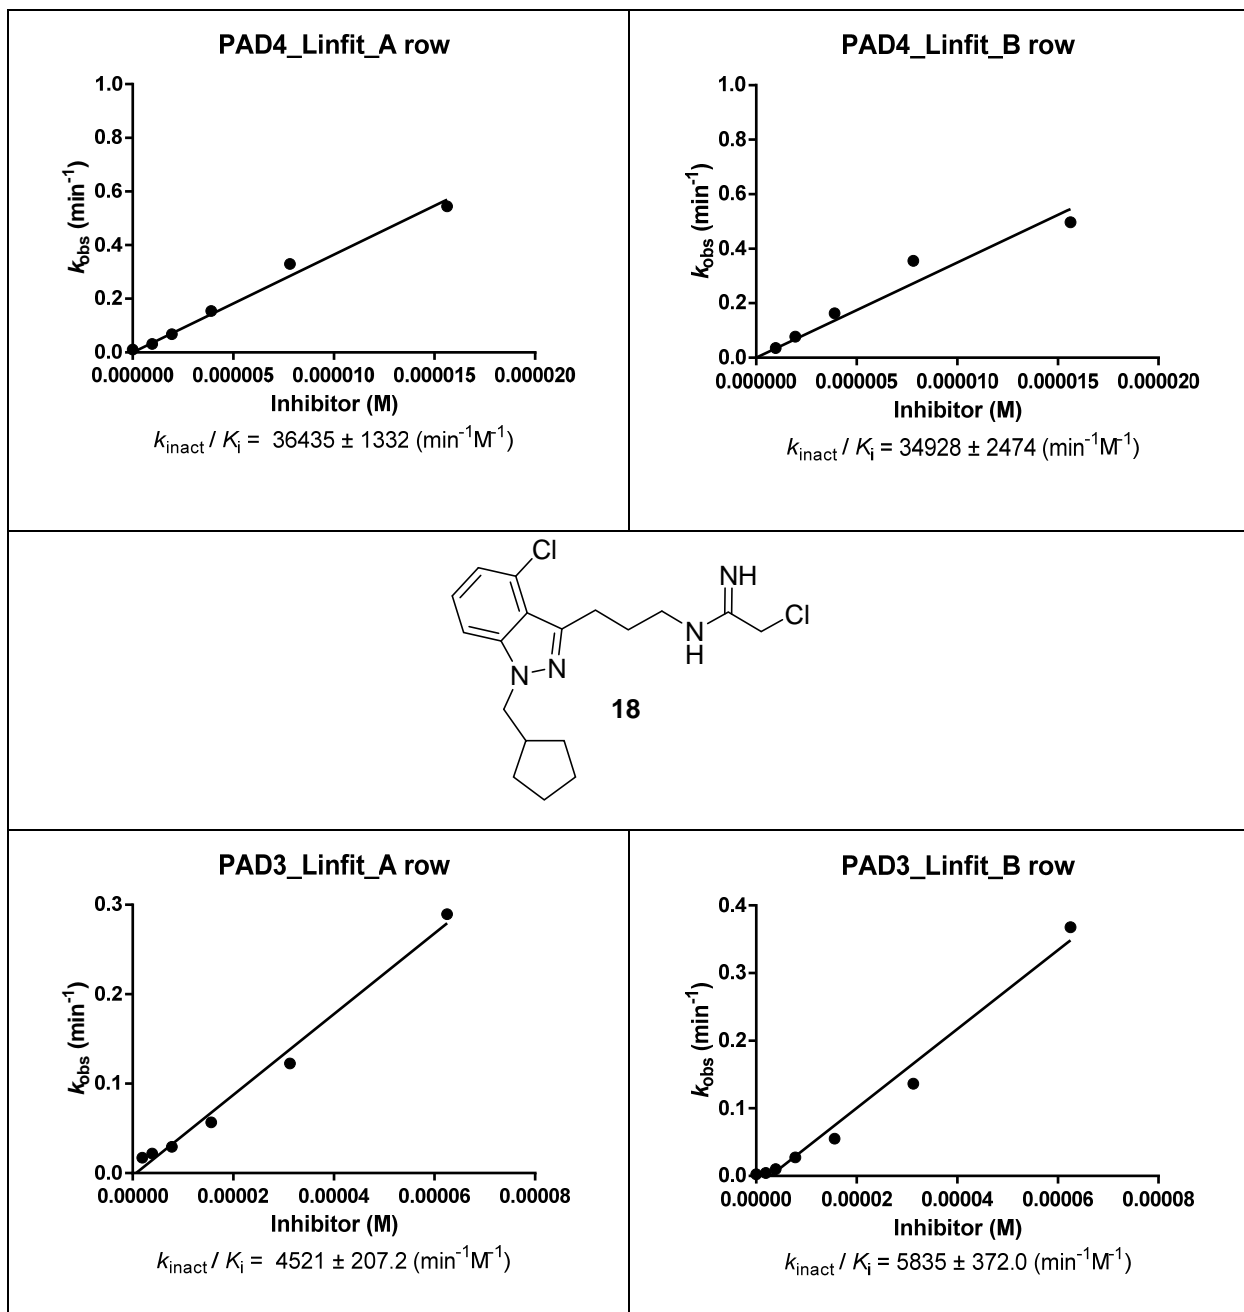 PAD4_Linfit_A row
1.0
0.8
0.6
0.4
0.2
0.0
kobs (min-1)
0.000000 0.000005 0.000010 0.000015 0.000020
Inhibitor (M)
kinact / Ki = 36435 ± 1332 (min-1M-1)
PAD4_Linfit_B row
1.0
0.8
0.6
0.4
0.2
0.0
kobs (min-1)
0.000000 0.000005 0.000010 0.000015 0.000020
Inhibitor (M)
kinact / Ki = 34928 ± 2474 (min-1M-1)
Cl
NH
Cl
N
H
N
N
18
PAD3_Linfit_A row
0.3
0.2
0.1
0.0
kobs (min-1)
0.00000 0.00002 0.00004 0.00006 0.00008
Inhibitor (M)
kinact / Ki = 4521 ± 207.2 (min-1M-1)
PAD3_Linfit_B row
0.4
0.3
0.2
0.1
0.0
kobs (min-1)
0.00000 0.00002 0.00004 0.00006 0.00008
Inhibitor (M)
kinact / Ki = 5835 ± 372.0 (min-1M-1)